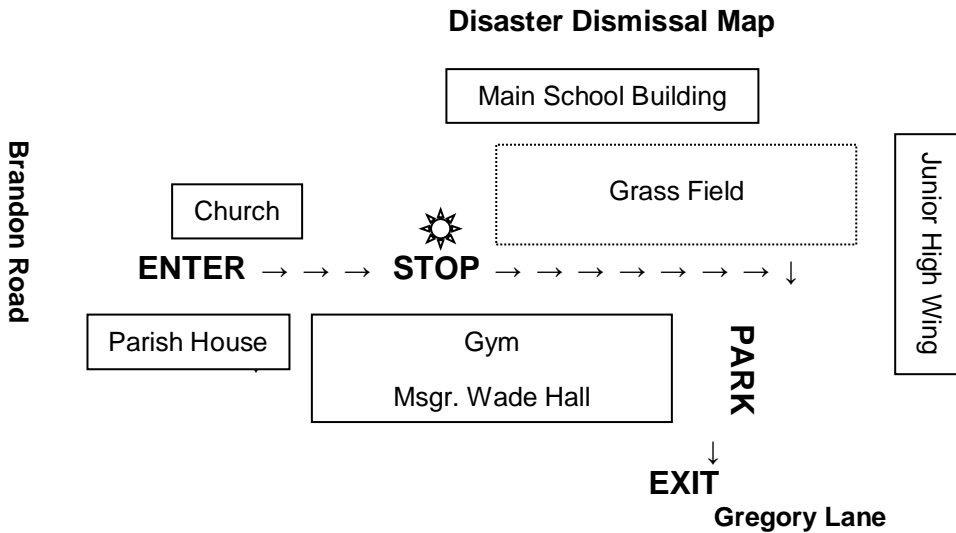 Disaster Dismissal Map
Main School Building
Brandon Road
Junior High Wing
Grass Field
Church
ENTER → → → STOP → → → → → → → ↓
Parish House
Gym
Msgr. Wade Hall
PARK
↓
EXIT
Gregory Lane